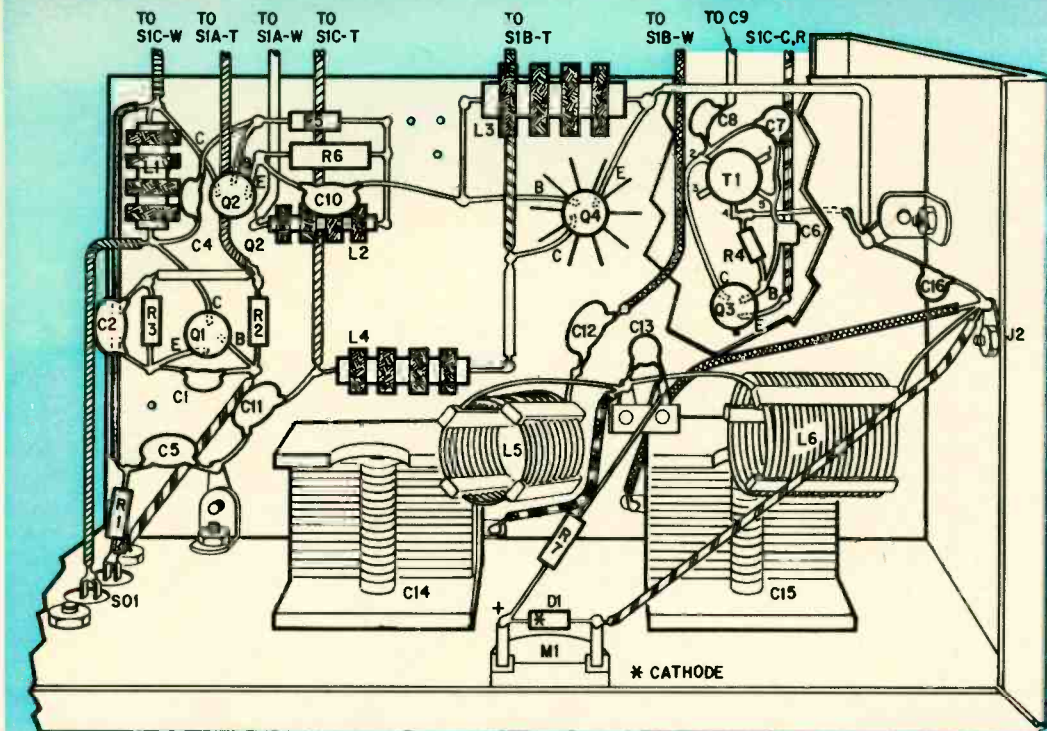 TO S1C-W
TO S1A-T
TO S1A-W
TO S1C-T
TO S1B-T
TO S1B-W
TO C9
S1C-C,R
L1
C
Q2
E
R6
C10
C4
Q2
L2
L3
B
E
Q4
C
C8
C7
2
1
T1
3
5
4
R4
C6
C
Q3
B
E
C16
J2
C2
R3
C
Q1
E
B
R2
C1
L4
C12
C13
C11
C5
L5
L6
R1
R7
SO1
C14
C15
+
D1
*
M1
* CATHODE